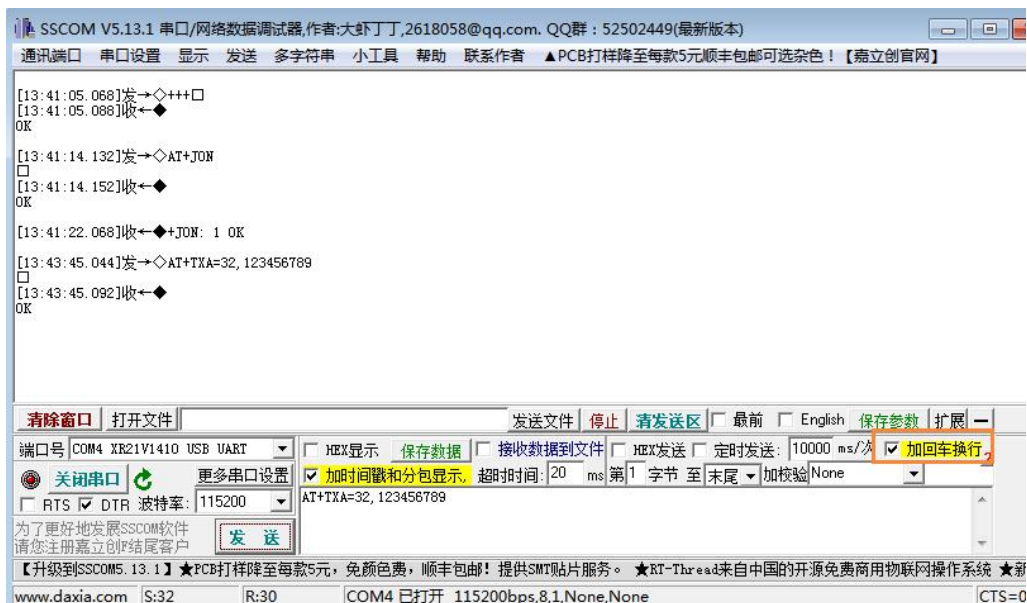 SSCOM V5.13.1 串口/网络数据调试器,作者:大虾丁丁,2618058@qq.com. QQ群：52502449(最新版本)
通讯端口 串口设置 显示 发送 多字符串 小工具 帮助 联系作者 ▲PCB打样降至每款5元顺丰包邮可选杂色！【嘉立创官网】
[13:41:05.068]发→◇+++□
[13:41:05.088]收←◆
OK
[13:41:14.132]发→◇AT+JON
□
[13:41:14.152]收←◆
OK
[13:41:22.068]收←◆+JON: 1 OK
[13:43:45.044]发→◇AT+TXA=32,123456789
□
[13:43:45.092]收←◆
OK
清除窗口 打开文件 发送文件 停止 清发送区 最前 English 保存参数 扩展 —
端口号 COM4 XR21V1410 USB UART HEX显示 保存数据 接收数据到文件 HEX发送 定时发送: 10000 ms/次 加回车换行
关闭串口 更多串口设置 加时间戳和分包显示, 超时时间: 20 ms 第1 字节 至 末尾 加校验 None
RTS DTR 波特率: 115200 AT+TXA=32,123456789
为了更好地发展SSCOM软件
请您注册嘉立创F结尾客户 发 送
【升级到SSCOM5.13.1】★PCB打样降至每款5元，免颜色费，顺丰包邮！提供SMT贴片服务。 ★RT-Thread来自中国的开源免费商用物联网操作系统 ★新
www.daxia.com S:32 R:30 COM4 已打开 115200bps,8,1,None,None CTS=0